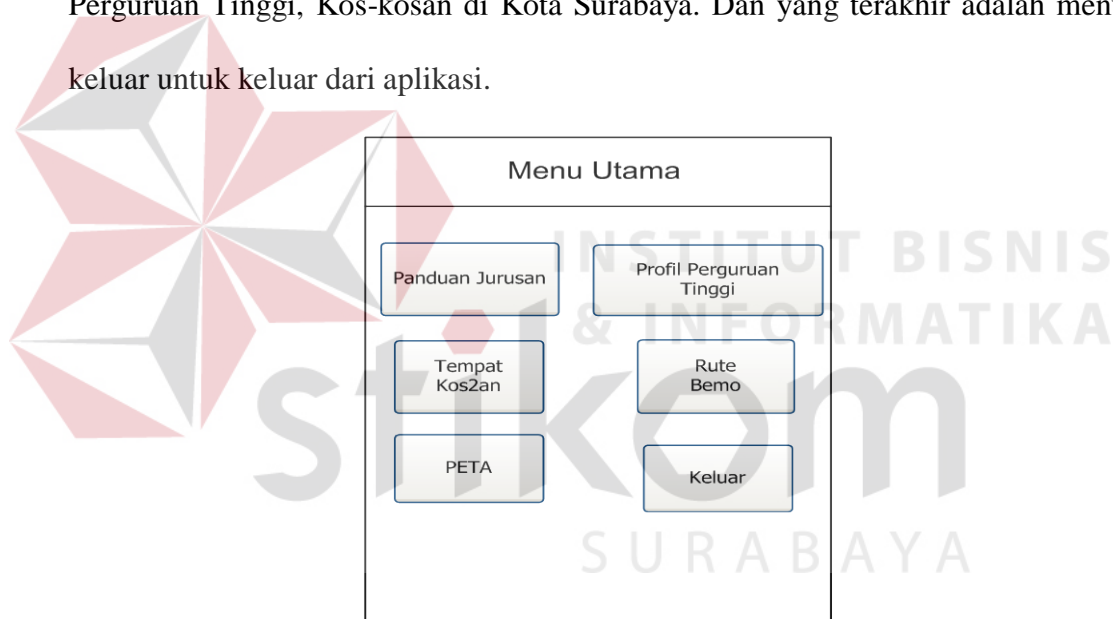 Perguruan Tinggi, Kos-kosan di Kota Surabaya. Dan yang terakhir adalah men
keluar untuk keluar dari aplikasi.
Menu Utama
Panduan Jurusan
Profil Perguruan
Tinggi
Tempat
Kos2an
Rute
Bemo
PETA
Keluar
INSTITUT BISNIS
& INFORMATIKA
stikom
SURABAYA